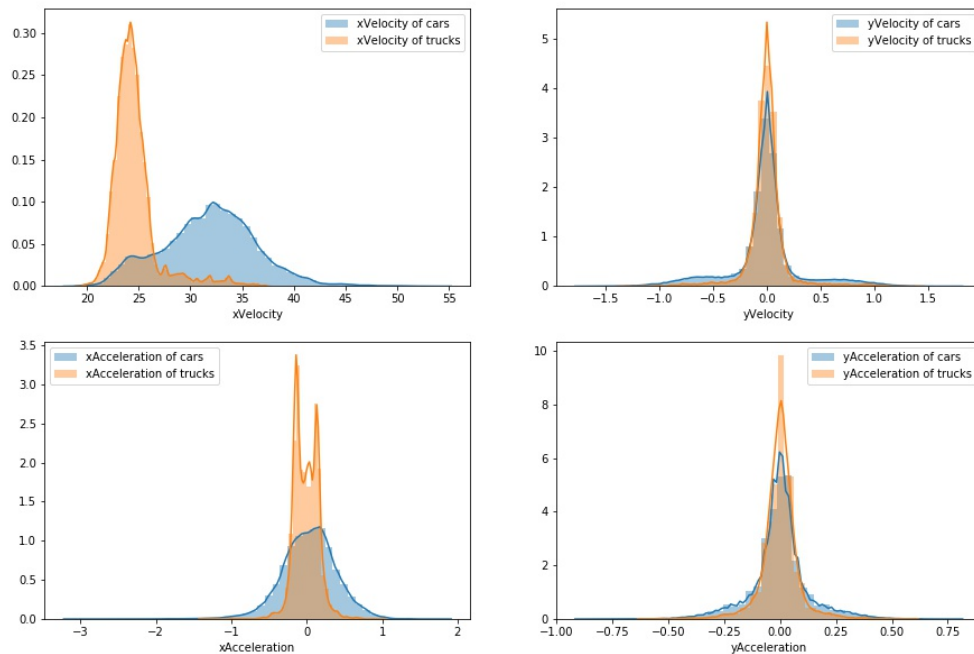 xVelocity of cars
xVelocity of trucks
0.30
0.25
0.20
0.15
0.10
0.05
0.00
20 25 30 35 40 45 50 55
xVelocity
yVelocity of cars
yVelocity of trucks
5
4
3
2
1
0
−1.5 −1.0 −0.5 0.0 0.5 1.0 1.5
yVelocity
xAcceleration of cars
xAcceleration of trucks
3.5
3.0
2.5
2.0
1.5
1.0
0.5
0.0
−3 −2 −1 0 1 2
xAcceleration
yAcceleration of cars
yAcceleration of trucks
10
8
6
4
2
0
−1.00 −0.75 −0.50 −0.25 0.00 0.25 0.50 0.75
yAcceleration